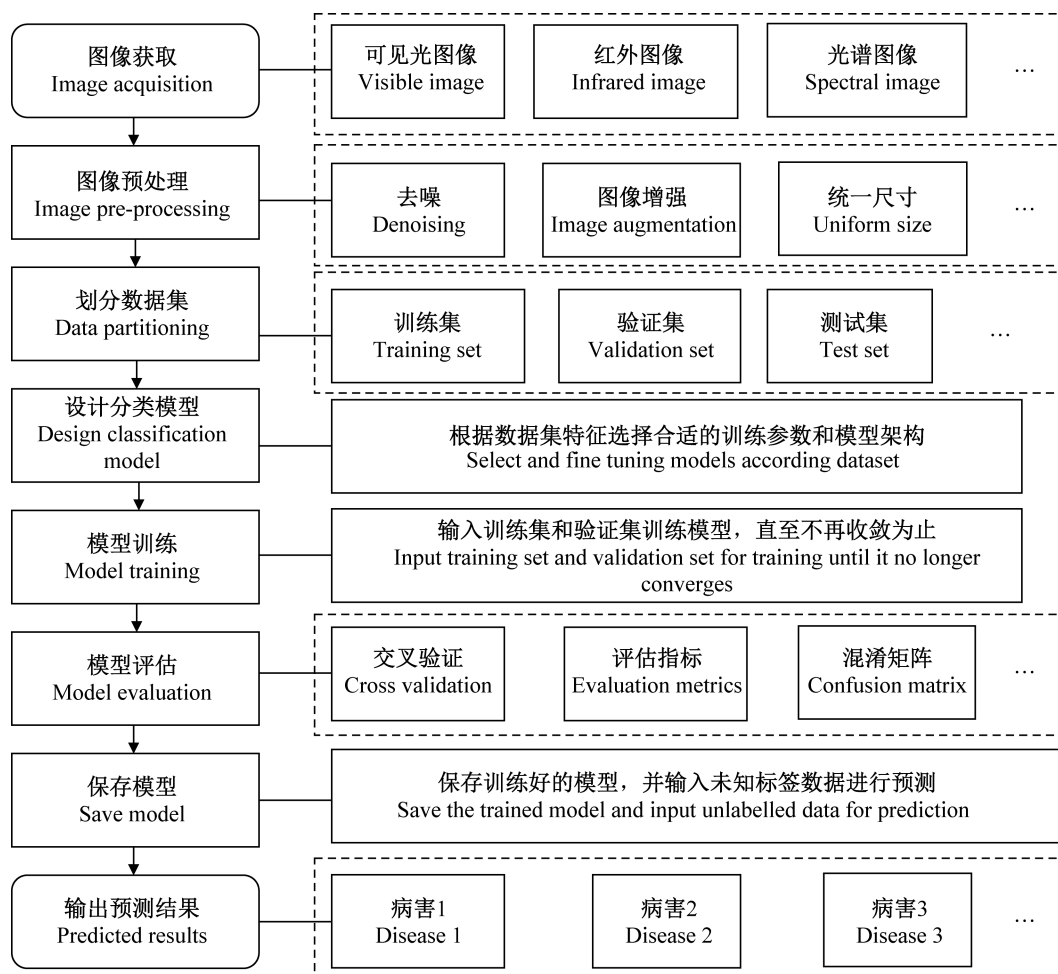 图像获取
Image acquisition
可见光图像
Visible image
红外图像
Infrared image
光谱图像
Spectral image
…
图像预处理
Image pre-processing
去噪
Denoising
图像增强
Image augmentation
统一尺寸
Uniform size
…
划分数据集
Data partitioning
训练集
Training set
验证集
Validation set
测试集
Test set
…
设计分类模型
Design classification
model
根据数据集特征选择合适的训练参数和模型架构
Select and fine tuning models according dataset
模型训练
Model training
输入训练集和验证集训练模型，直至不再收敛为止
Input training set and validation set for training until it no longer
converges
模型评估
Model evaluation
交叉验证
Cross validation
评估指标
Evaluation metrics
混淆矩阵
Confusion matrix
…
保存模型
Save model
保存训练好的模型，并输入未知标签数据进行预测
Save the trained model and input unlabelled data for prediction
输出预测结果
Predicted results
病害1
Disease 1
病害2
Disease 2
病害3
Disease 3
…